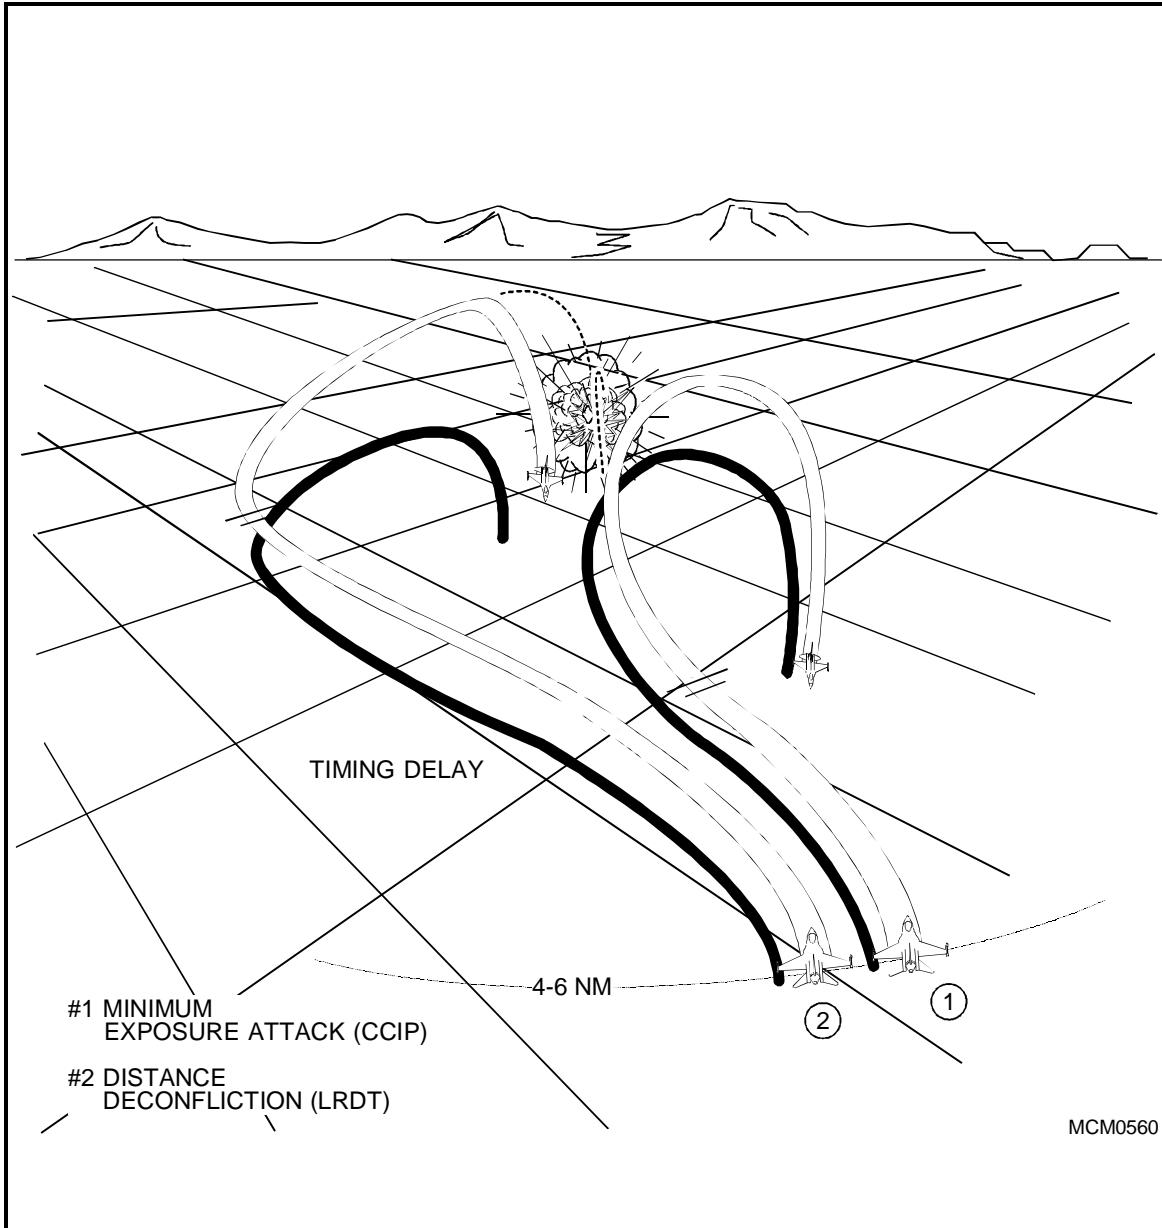 TIMING DELAY
4-6 NM
#1 MINIMUM
EXPOSURE ATTACK (CCIP)
#2 DISTANCE
DECONFLICTION (LRDT)
2
1
MCM0560